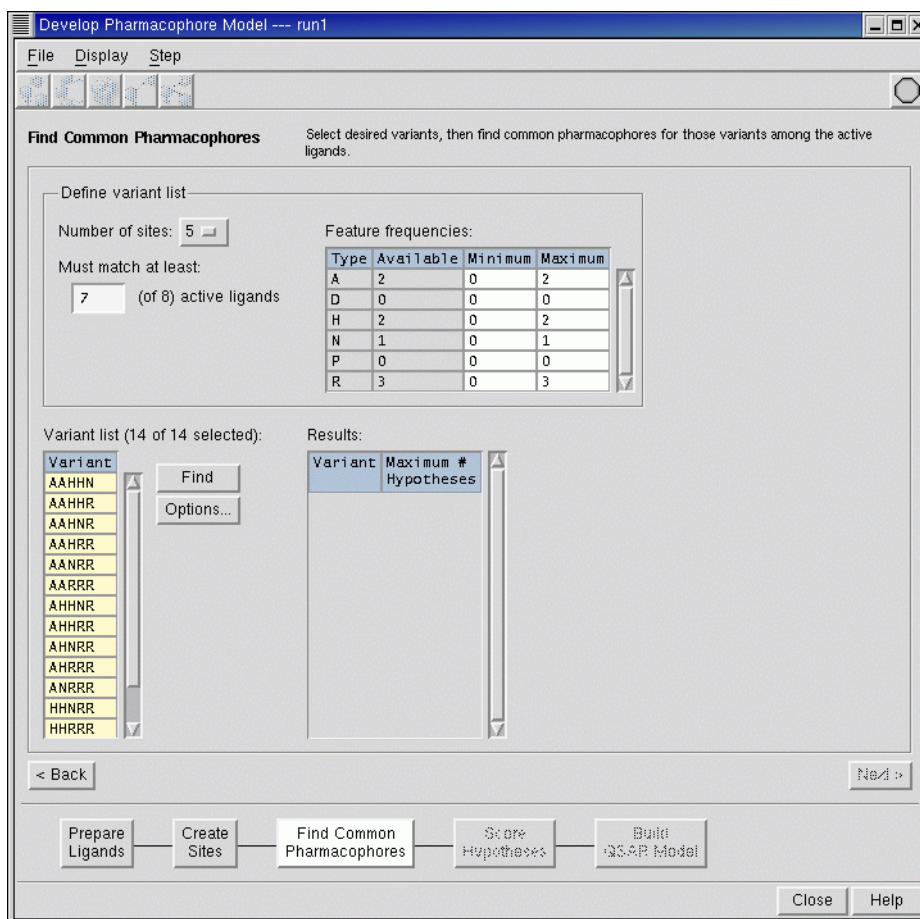 Develop Pharmacophore Model --- run1
File Display Step
Find Common Pharmacophores
Select desired variants, then find common pharmacophores for those variants among the active
ligands.
Define variant list
Number of sites: 5
Must match at least:
7 (of 8) active ligands
Feature frequencies:
Type Available Minimum Maximum
A 2 0 2
D 0 0 0
H 2 0 2
N 1 0 1
P 0 0 0
R 3 0 3
Variant list (14 of 14 selected):
Variant
AAHHN
AAHHR
AAHNR
AAHRR
AANRR
AARRR
AHHNR
AHHRR
AHNRR
AHRRR
ANRRR
HHNRR
HHRRR
Find
Options...
Results:
Variant Maximum #
Hypotheses
< Back
Next >
Prepare
Ligands
Create
Sites
Find Common
Pharmacophores
Score
Hypotheses
Build
QSAR Model
Close Help